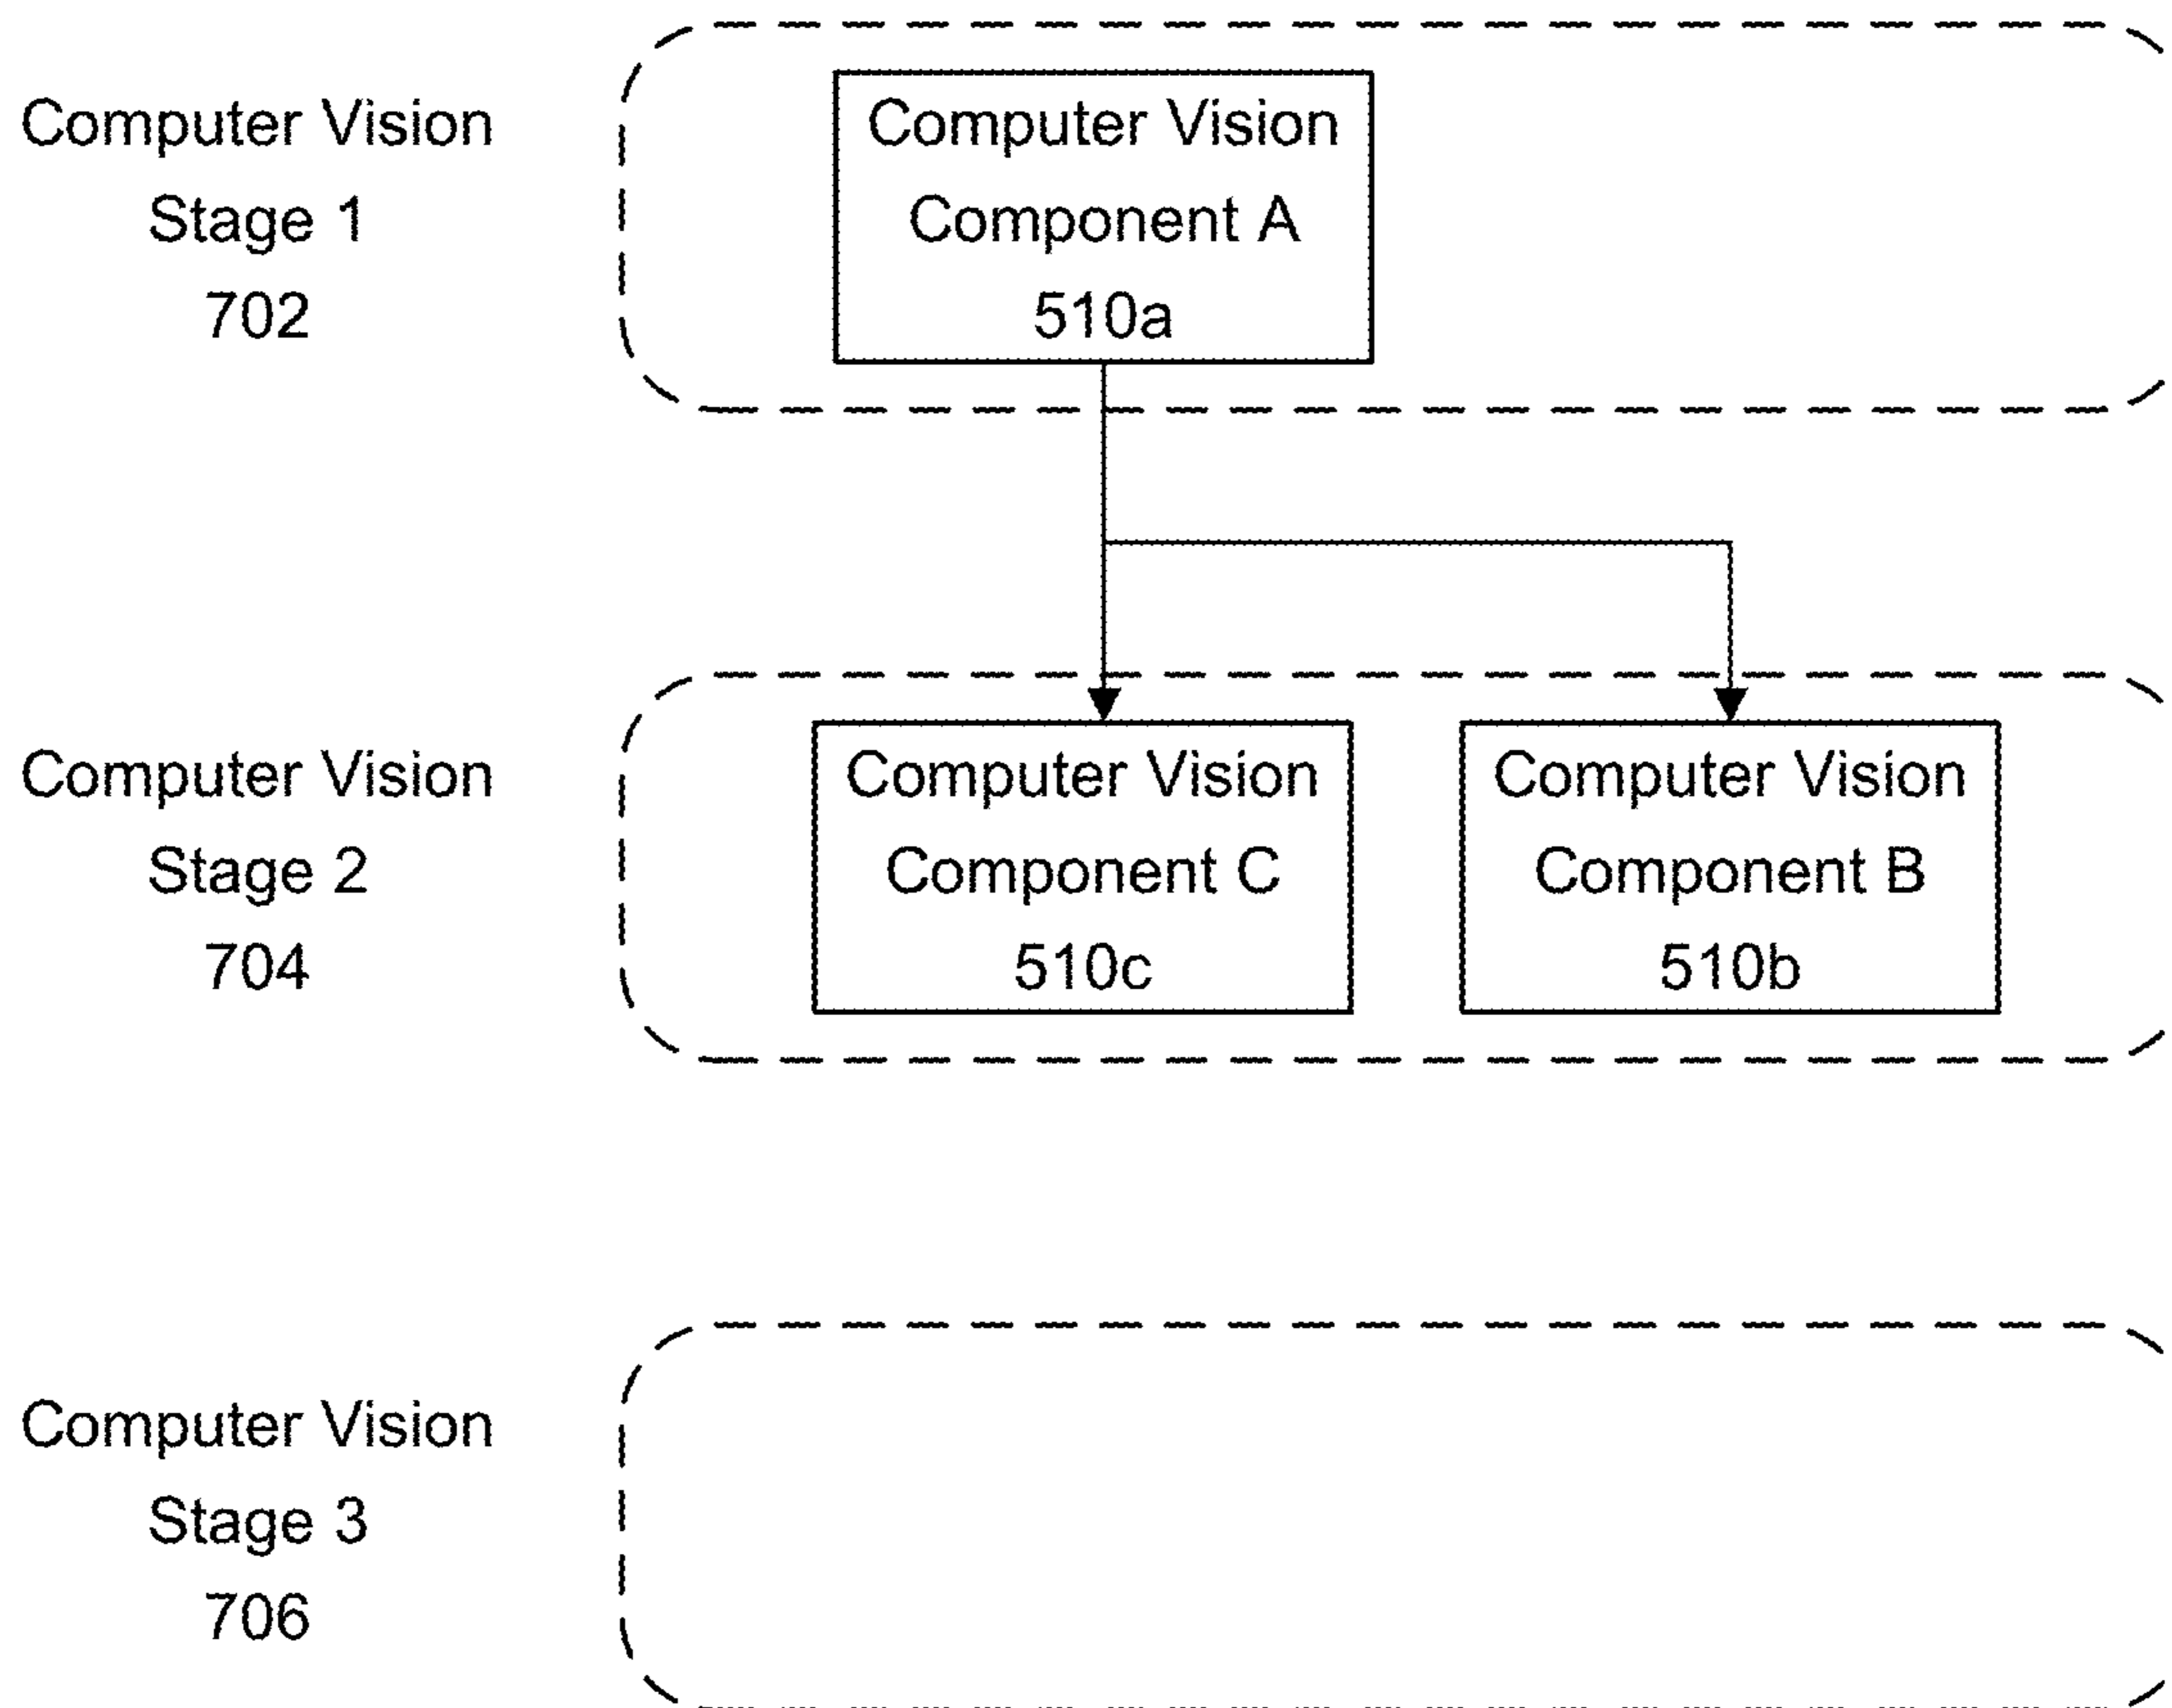 Computer Vision
Stage 1
702
Computer Vision
Component A
510a
Computer Vision
Stage 2
704
Computer Vision
Component C
510c
Computer Vision
Component B
510b
Computer Vision
Stage 3
706